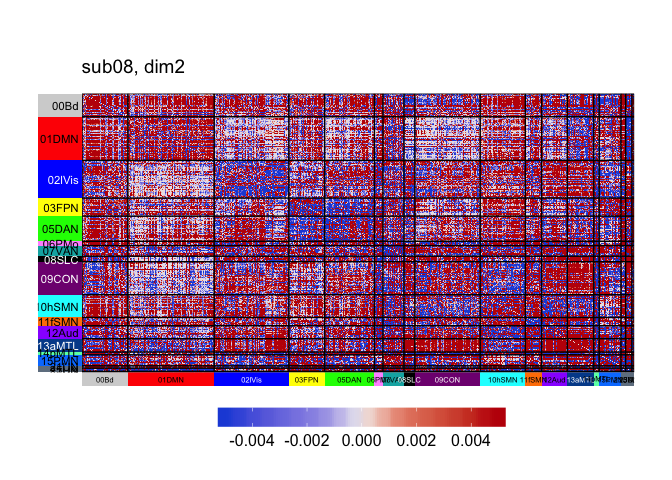 sub08, dim2
00Bd
01DMN
02lVis
03FPN
05DAN
06PMo
07VAN
08SLC
09CON
10hSMN
11fSMN
12Aud
13aMTL
15PMN
00Bd 01DMN 02lVis 03FPN 05DAN 08SLC 09CON 10hSMN 11fSMN 12Aud 13aMTL
-0.004 -0.002 0.000 0.002 0.004